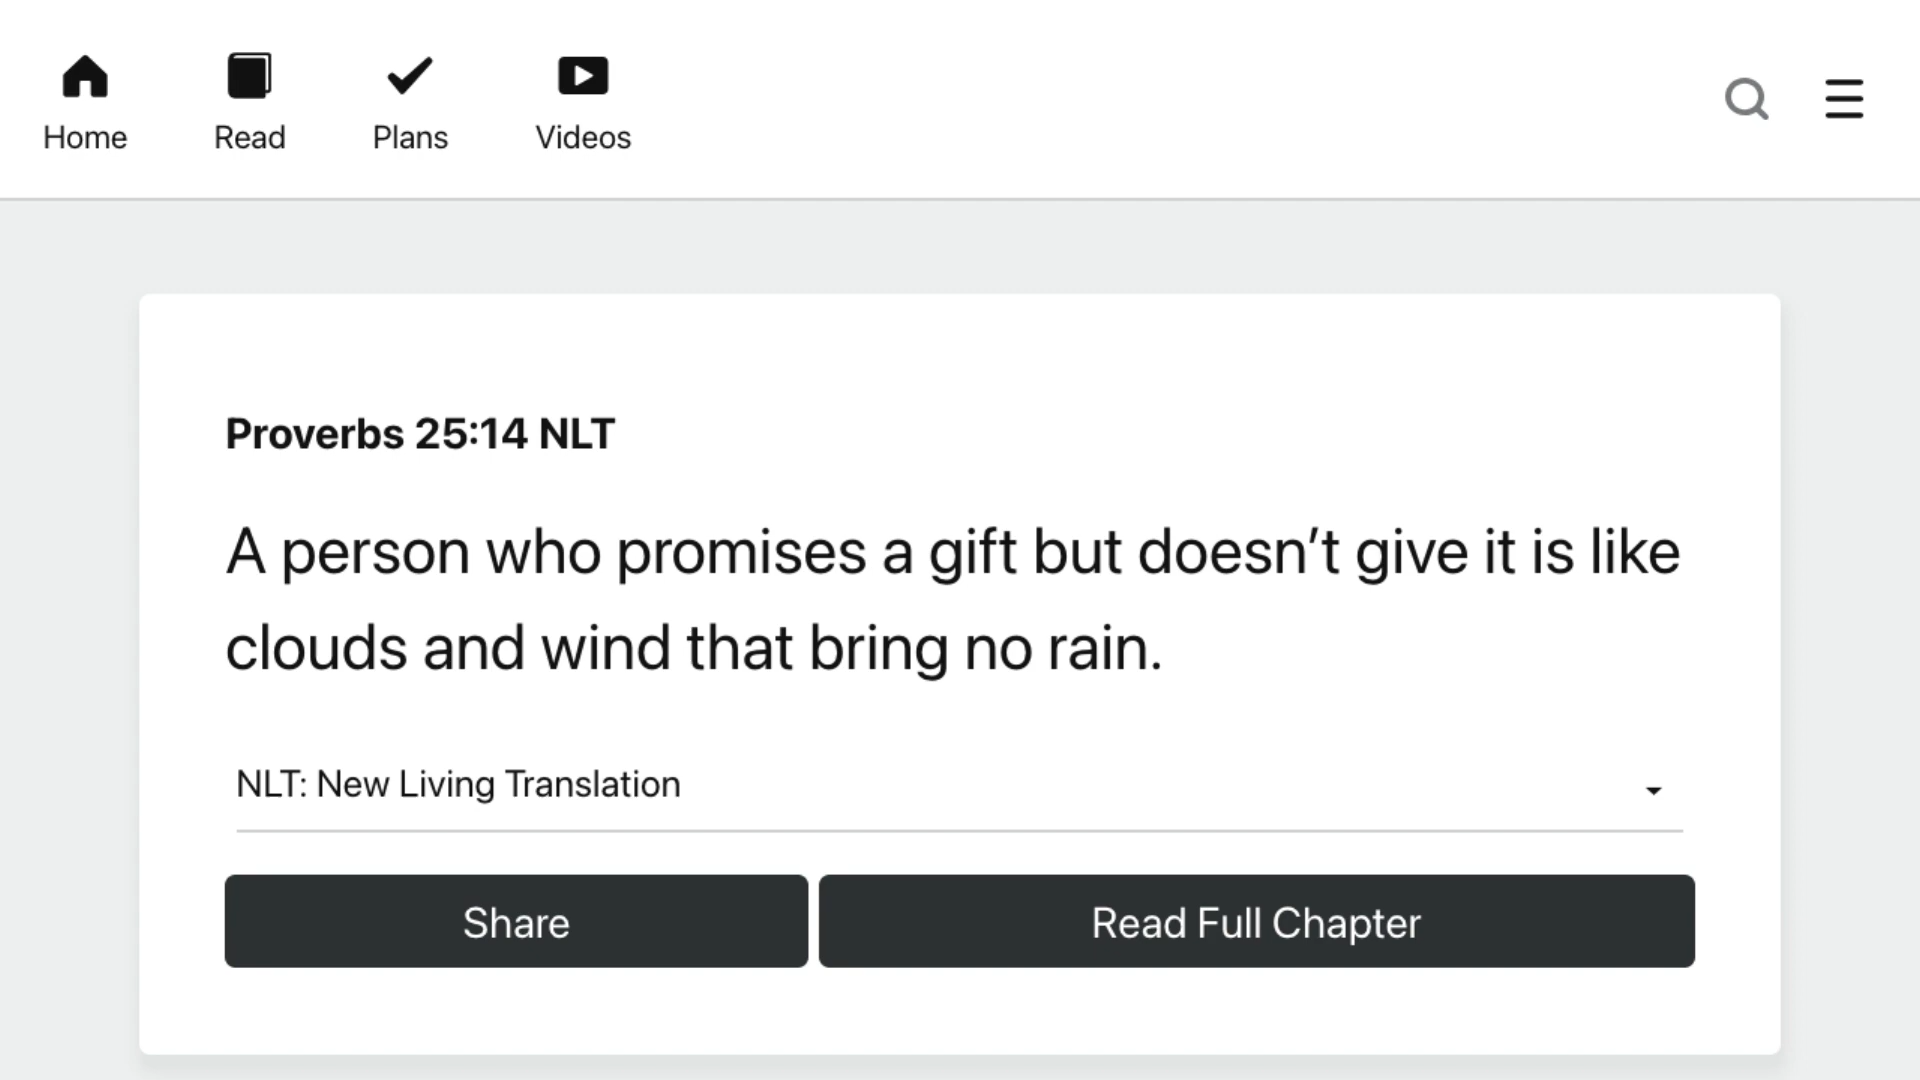 Home Read Plans Videos
Proverbs 25:14 NLT
A person who promises a gift but doesn’t give it is like
clouds and wind that bring no rain.
NLT: New Living Translation
Share Read Full Chapter